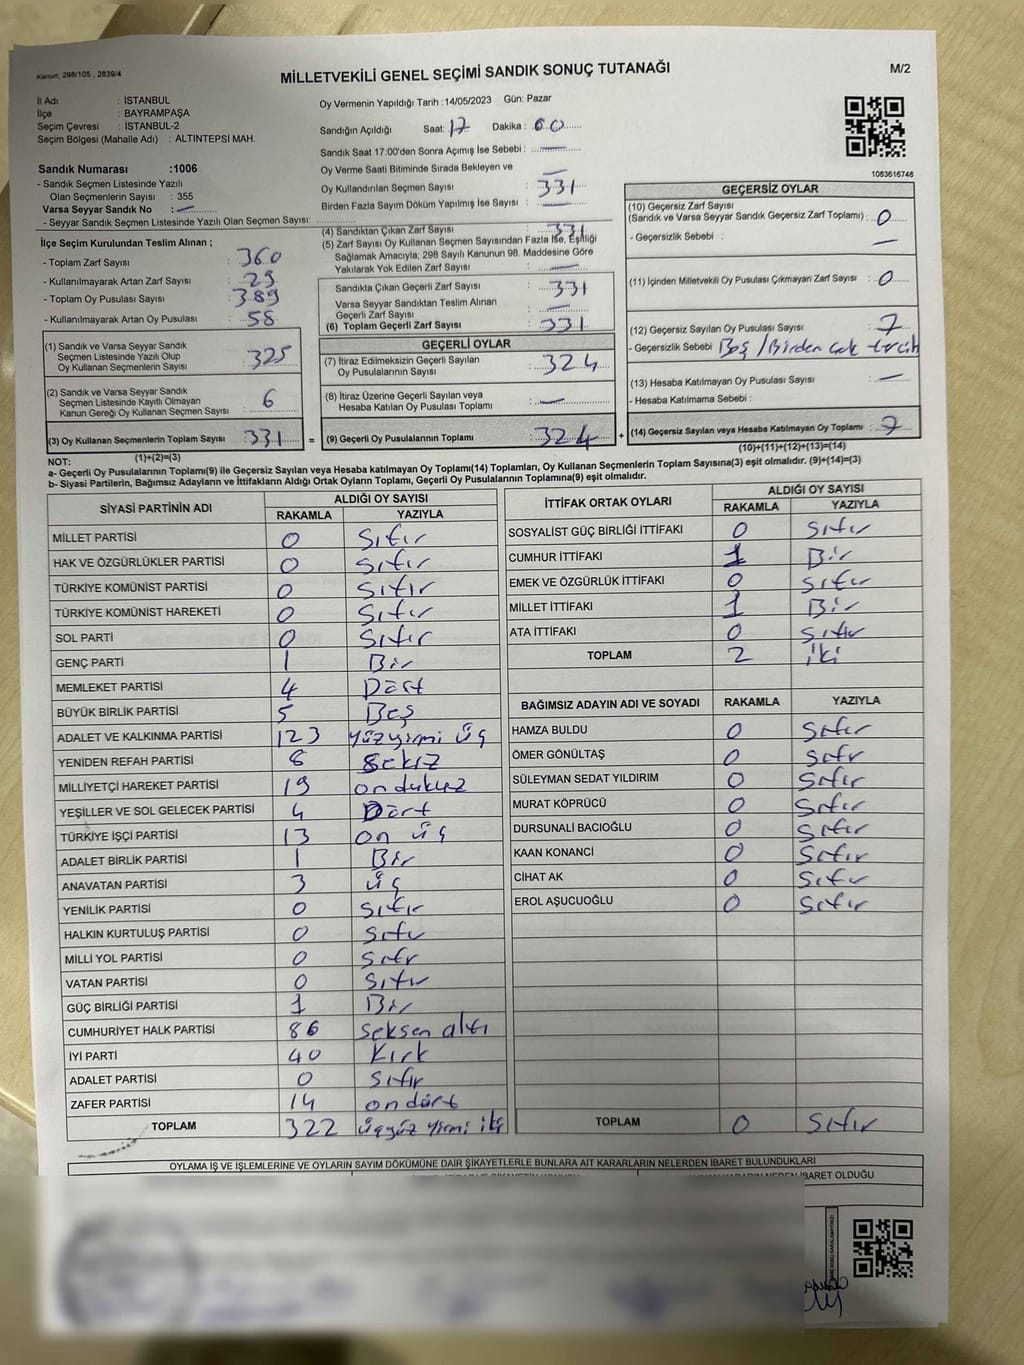 Kanun, 298/105 , 2839/4
MİLLETVEKİLİ GENEL SEÇİMİ SANDIK SONUÇ TUTANAĞI
M/2
İl Adı : İSTANBUL
İlçe : BAYRAMPAŞA
Seçim Çevresi : İSTANBUL-2
Seçim Bölgesi (Mahalle Adı) : ALTINTEPSİ MAH.
Sandık Numarası :1006
- Sandık Seçmen Listesinde Yazılı
Olan Seçmenlerin Sayısı : 355
Varsa Seyyar Sandık No : —
- Seyyar Sandık Seçmen Listesinde Yazılı Olan Seçmen Sayısı:
Oy Vermenin Yapıldığı Tarih :14/05/2023 Gün: Pazar
Sandığın Açıldığı Saat: 17 Dakika : 00
Sandık Saat 17:00'den Sonra Açımış İse Sebebi : —
Oy Verme Saati Bitiminde Sırada Bekleyen ve —
Oy Kullandırılan Seçmen Sayısı : 331
Birden Fazla Sayım Döküm Yapılmış İse Sayısı : —
1083616748
İlçe Seçim Kurulundan Teslim Alınan ;
- Toplam Zarf Sayısı : 360
- Kullanılmayarak Artan Zarf Sayısı : 29
- Toplam Oy Pusulası Sayısı : 389
- Kullanılmayarak Artan Oy Pusulası : 58
(1) Sandık ve Varsa Seyyar Sandık
Seçmen Listesinde Yazılı Olup
Oy Kullanan Seçmenlerin Sayısı : 325
(2) Sandık ve Varsa Seyyar Sandık
Seçmen Listesinde Kayıtlı Olmayan
Kanun Gereği Oy Kullanan Seçmen Sayısı : 6
(3) Oy Kullanan Seçmenlerin Toplam Sayısı : 331
(1)+(2)=(3)
(4) Sandıktan Çıkan Zarf Sayısı : 331
(5) Zarf Sayısı Oy Kullanan Seçmen Sayısından Fazla İse, Eşitliği
Sağlamak Amacıyla, 298 Sayılı Kanunun 98. Maddesine Göre
Yakılarak Yok Edilen Zarf Sayısı : —
Sandıkta Çıkan Geçerli Zarf Sayısı : 331
Varsa Seyyar Sandıktan Teslim Alınan
Geçerli Zarf Sayısı : —
(6) Toplam Geçerli Zarf Sayısı : 331
GEÇERLİ OYLAR
(7) İtiraz Edilmeksizin Geçerli Sayılan
Oy Pusulalarının Sayısı : 324
(8) İtiraz Üzerine Geçerli Sayılan veya
Hesaba Katılan Oy Pusulası Toplamı : —
= (9) Geçerli Oy Pusulalarının Toplamı : 324 +
GEÇERSİZ OYLAR
(10) Geçersiz Zarf Sayısı
(Sandık ve Varsa Seyyar Sandık Geçersiz Zarf Toplamı) : 0
- Geçersizlik Sebebi : —
(11) İçinden Milletvekili Oy Pusulası Çıkmayan Zarf Sayısı : 0
(12) Geçersiz Sayılan Oy Pusulası Sayısı : 7
- Geçersizlik Sebebi Boş / Birden çok tercih
(13) Hesaba Katılmayan Oy Pusulası Sayısı : —
- Hesaba Katılmama Sebebi :
(14) Geçersiz Sayılan veya Hesaba Katılmayan Oy Toplamı : 7
(10)+(11)+(12)+(13)=(14)
NOT:
a- Geçerli Oy Pusulalarının Toplamı(9) ile Geçersiz Sayılan veya Hesaba katılmayan Oy Toplamı(14) Toplamları, Oy Kullanan Seçmenlerin Toplam Sayısına(3) eşit olmalıdır. (9)+(14)=(3)
b- Siyasi Partilerin, Bağımsız Adayların ve İttifakların Aldığı Ortak Oyların Toplamı, Geçerli Oy Pusulalarının Toplamına(9) eşit olmalıdır.
SİYASİ PARTİNİN ADI ALDIĞI OY SAYISI
RAKAMLA YAZIYLA
MİLLET PARTİSİ 0 Sıfır
HAK VE ÖZGÜRLÜKLER PARTİSİ 0 Sıfır
TÜRKİYE KOMÜNİST PARTİSİ 0 Sıfır
TÜRKİYE KOMÜNİST HAREKETİ 0 Sıfır
SOL PARTİ 0 Sıfır
GENÇ PARTİ 1 Bir
MEMLEKET PARTİSİ 4 Dört
BÜYÜK BİRLİK PARTİSİ 5 Beş
ADALET VE KALKINMA PARTİSİ 123 yüzyirmi üç
YENİDEN REFAH PARTİSİ 8 Sekiz
MİLLİYETÇİ HAREKET PARTİSİ 19 ondokuz
YEŞİLLER VE SOL GELECEK PARTİSİ 4 Dört
TÜRKİYE İŞÇİ PARTİSİ 13 on üç
ADALET BİRLİK PARTİSİ 1 Bir
ANAVATAN PARTİSİ 3 üç
YENİLİK PARTİSİ 0 Sıfır
HALKIN KURTULUŞ PARTİSİ 0 Sıfır
MİLLİ YOL PARTİSİ 0 Sıfır
VATAN PARTİSİ 0 Sıfır
GÜÇ BİRLİĞİ PARTİSİ 1 Bir
CUMHURİYET HALK PARTİSİ 86 Seksen altı
İYİ PARTİ 40 Kırk
ADALET PARTİSİ 0 Sıfır
ZAFER PARTİSİ 14 ondört
TOPLAM 322 üçyüz yirmi iki
İTTİFAK ORTAK OYLARI ALDIĞI OY SAYISI
RAKAMLA YAZIYLA
SOSYALİST GÜÇ BİRLİĞİ İTTİFAKI 0 Sıfır
CUMHUR İTTİFAKI 1 Bir
EMEK VE ÖZGÜRLÜK İTTİFAKI 0 Sıfır
MİLLET İTTİFAKI 1 Bir
ATA İTTİFAKI 0 Sıfır
TOPLAM 2 iki
BAĞIMSIZ ADAYIN ADI VE SOYADI RAKAMLA YAZIYLA
HAMZA BULDU 0 Sıfır
ÖMER GÖNÜLTAŞ 0 Sıfır
SÜLEYMAN SEDAT YILDIRIM 0 Sıfır
MURAT KÖPRÜCÜ 0 Sıfır
DURSUNALİ BACIOĞLU 0 Sıfır
KAAN KONANCİ 0 Sıfır
CİHAT AK 0 Sıfır
EROL AŞUCUOĞLU 0 Sıfır
TOPLAM 0 Sıfır
OYLAMA İŞ VE İŞLEMLERİNE VE OYLARIN SAYIM DÖKÜMÜNE DAİR ŞİKAYETLERLE BUNLARA AİT KARARLARIN NELERDEN İBARET BULUNDUKLARI
İBARET OLDUĞU